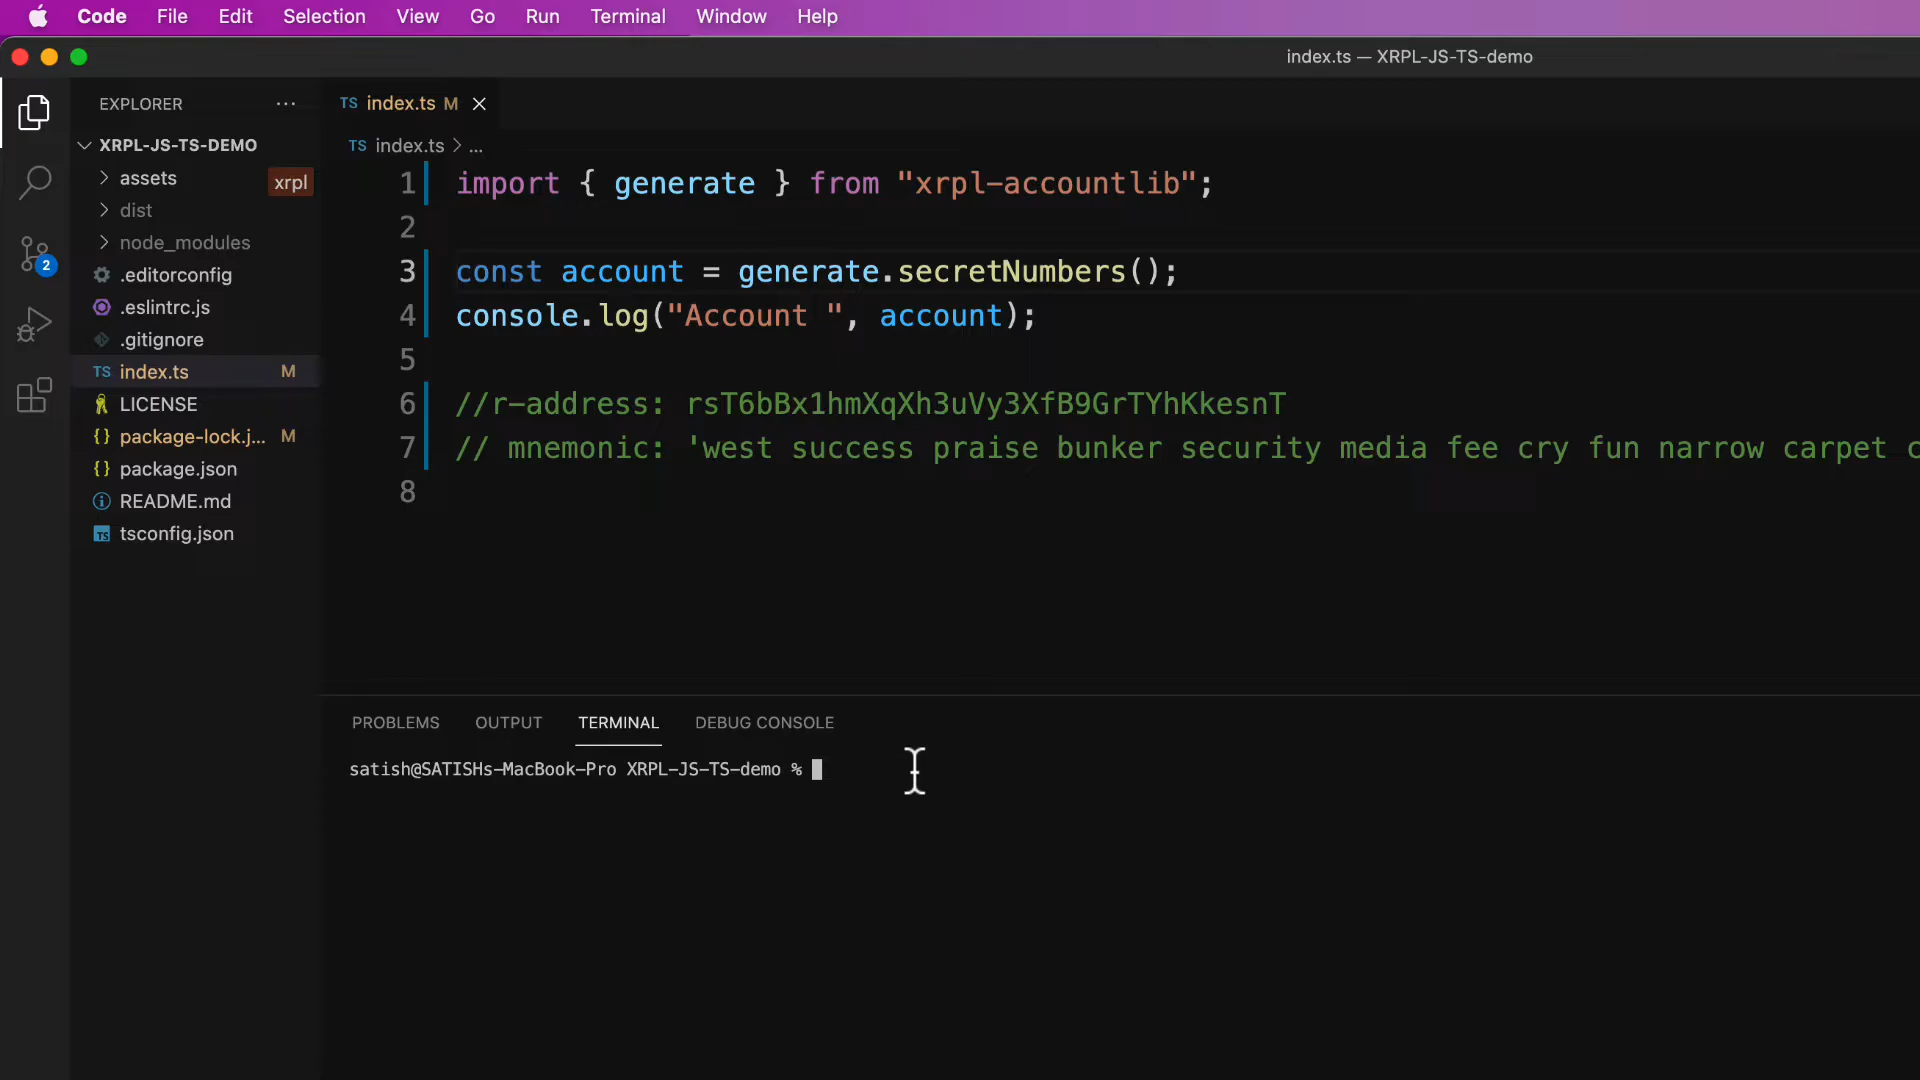 Code File Edit Selection View Go Run Terminal Window Help
index.ts — XRPL-JS-TS-demo
EXPLORER ···
XRPL-JS-TS-DEMO
assets
xrpl
dist
node_modules
.editorconfig
.eslintrc.js
.gitignore
TS index.ts M
LICENSE
{} package-lock.j... M
{} package.json
README.md
TS tsconfig.json
2
TS index.ts M ×
TS index.ts > ...
1 import { generate } from "xrpl-accountlib";
2
3 const account = generate.secretNumbers();
4 console.log("Account ", account);
5
6 //r-address: rsT6bBx1hmXqXh3uVy3XfB9GrTYhKkesnT
7 // mnemonic: 'west success praise bunker security media fee cry fun narrow carpet c
8
PROBLEMS OUTPUT TERMINAL DEBUG CONSOLE
satish@SATISHs-MacBook-Pro XRPL-JS-TS-demo %